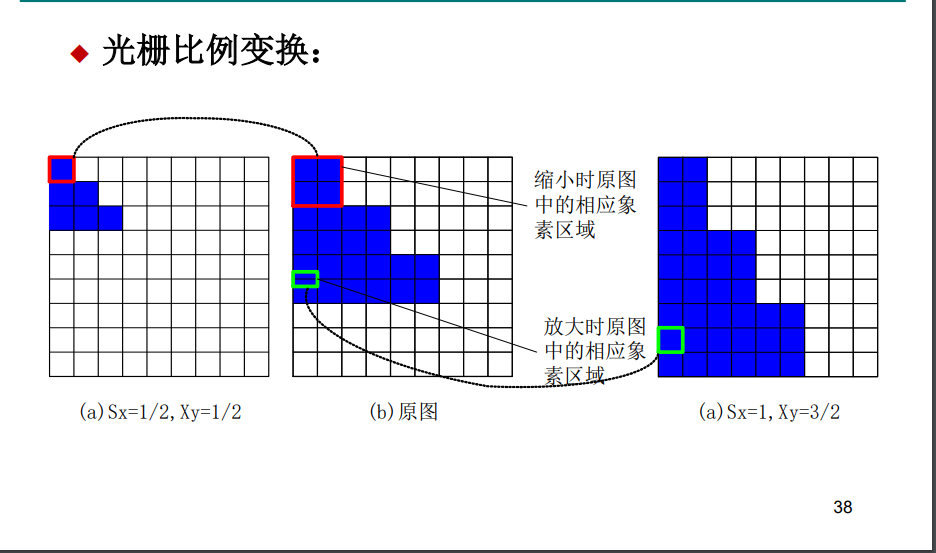 光栅比例变换：
缩小时原图
中的相应象
素区域
放大时原图
中的相应象
素区域
(a)Sx=1/2,Xy=1/2
(b)原图
(a)Sx=1,Xy=3/2
38